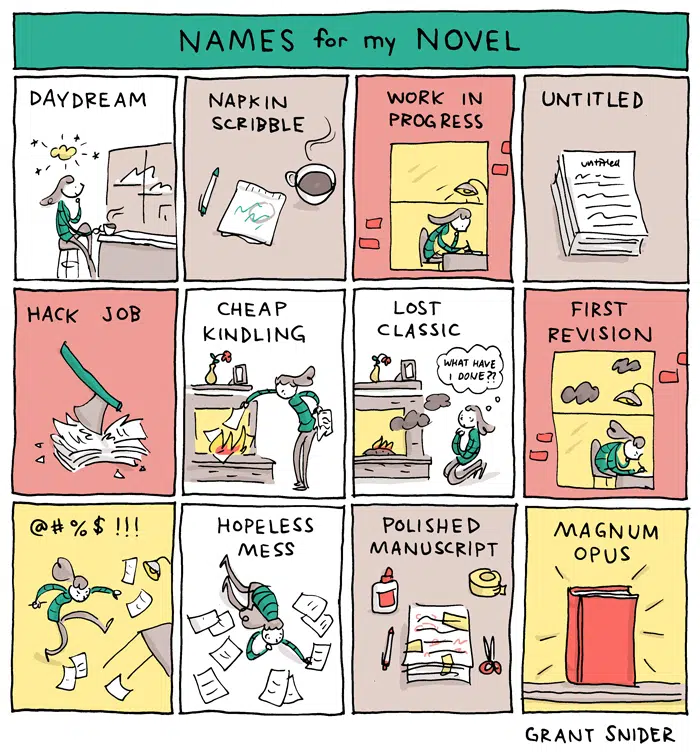 NAMES for my NOVEL
DAYDREAM
NAPKIN
SCRIBBLE
WORK IN
PROGRESS
UNTITLED
untitled
HACK JOB
CHEAP
KINDLING
LOST
CLASSIC
WHAT HAVE
I DONE??
FIRST
REVISION
@#%$!!!
HOPELESS
MESS
POLISHED
MANUSCRIPT
MAGNUM
OPUS
GRANT SNIDER